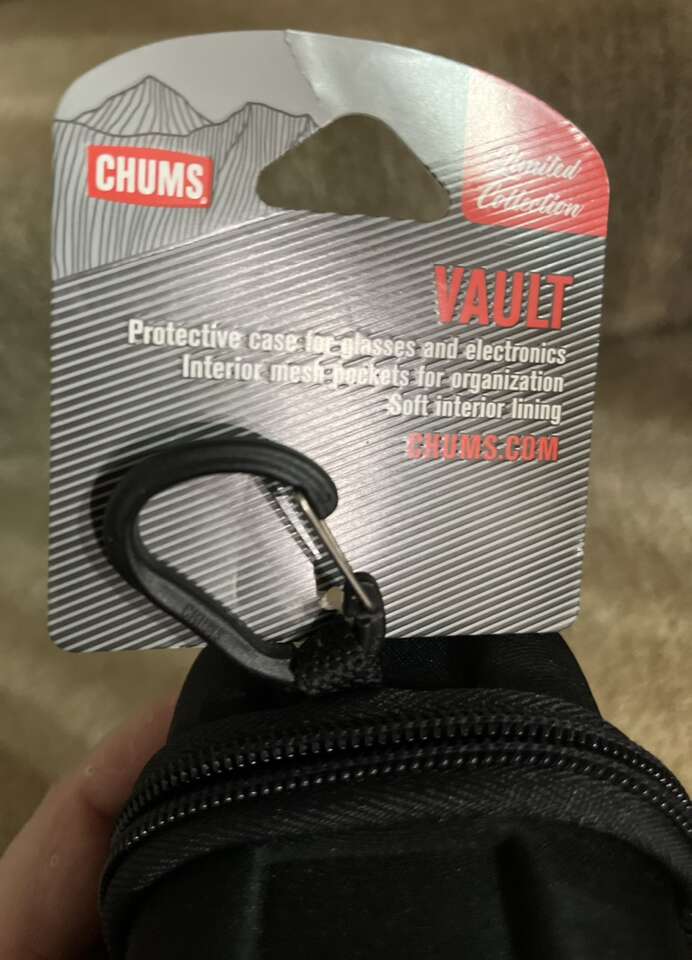 CHUMS
Limited
Collection
VAULT
Protective case for glasses and electronics
Interior mesh pockets for organization
Soft interior lining
CHUMS.COM
CHUMS